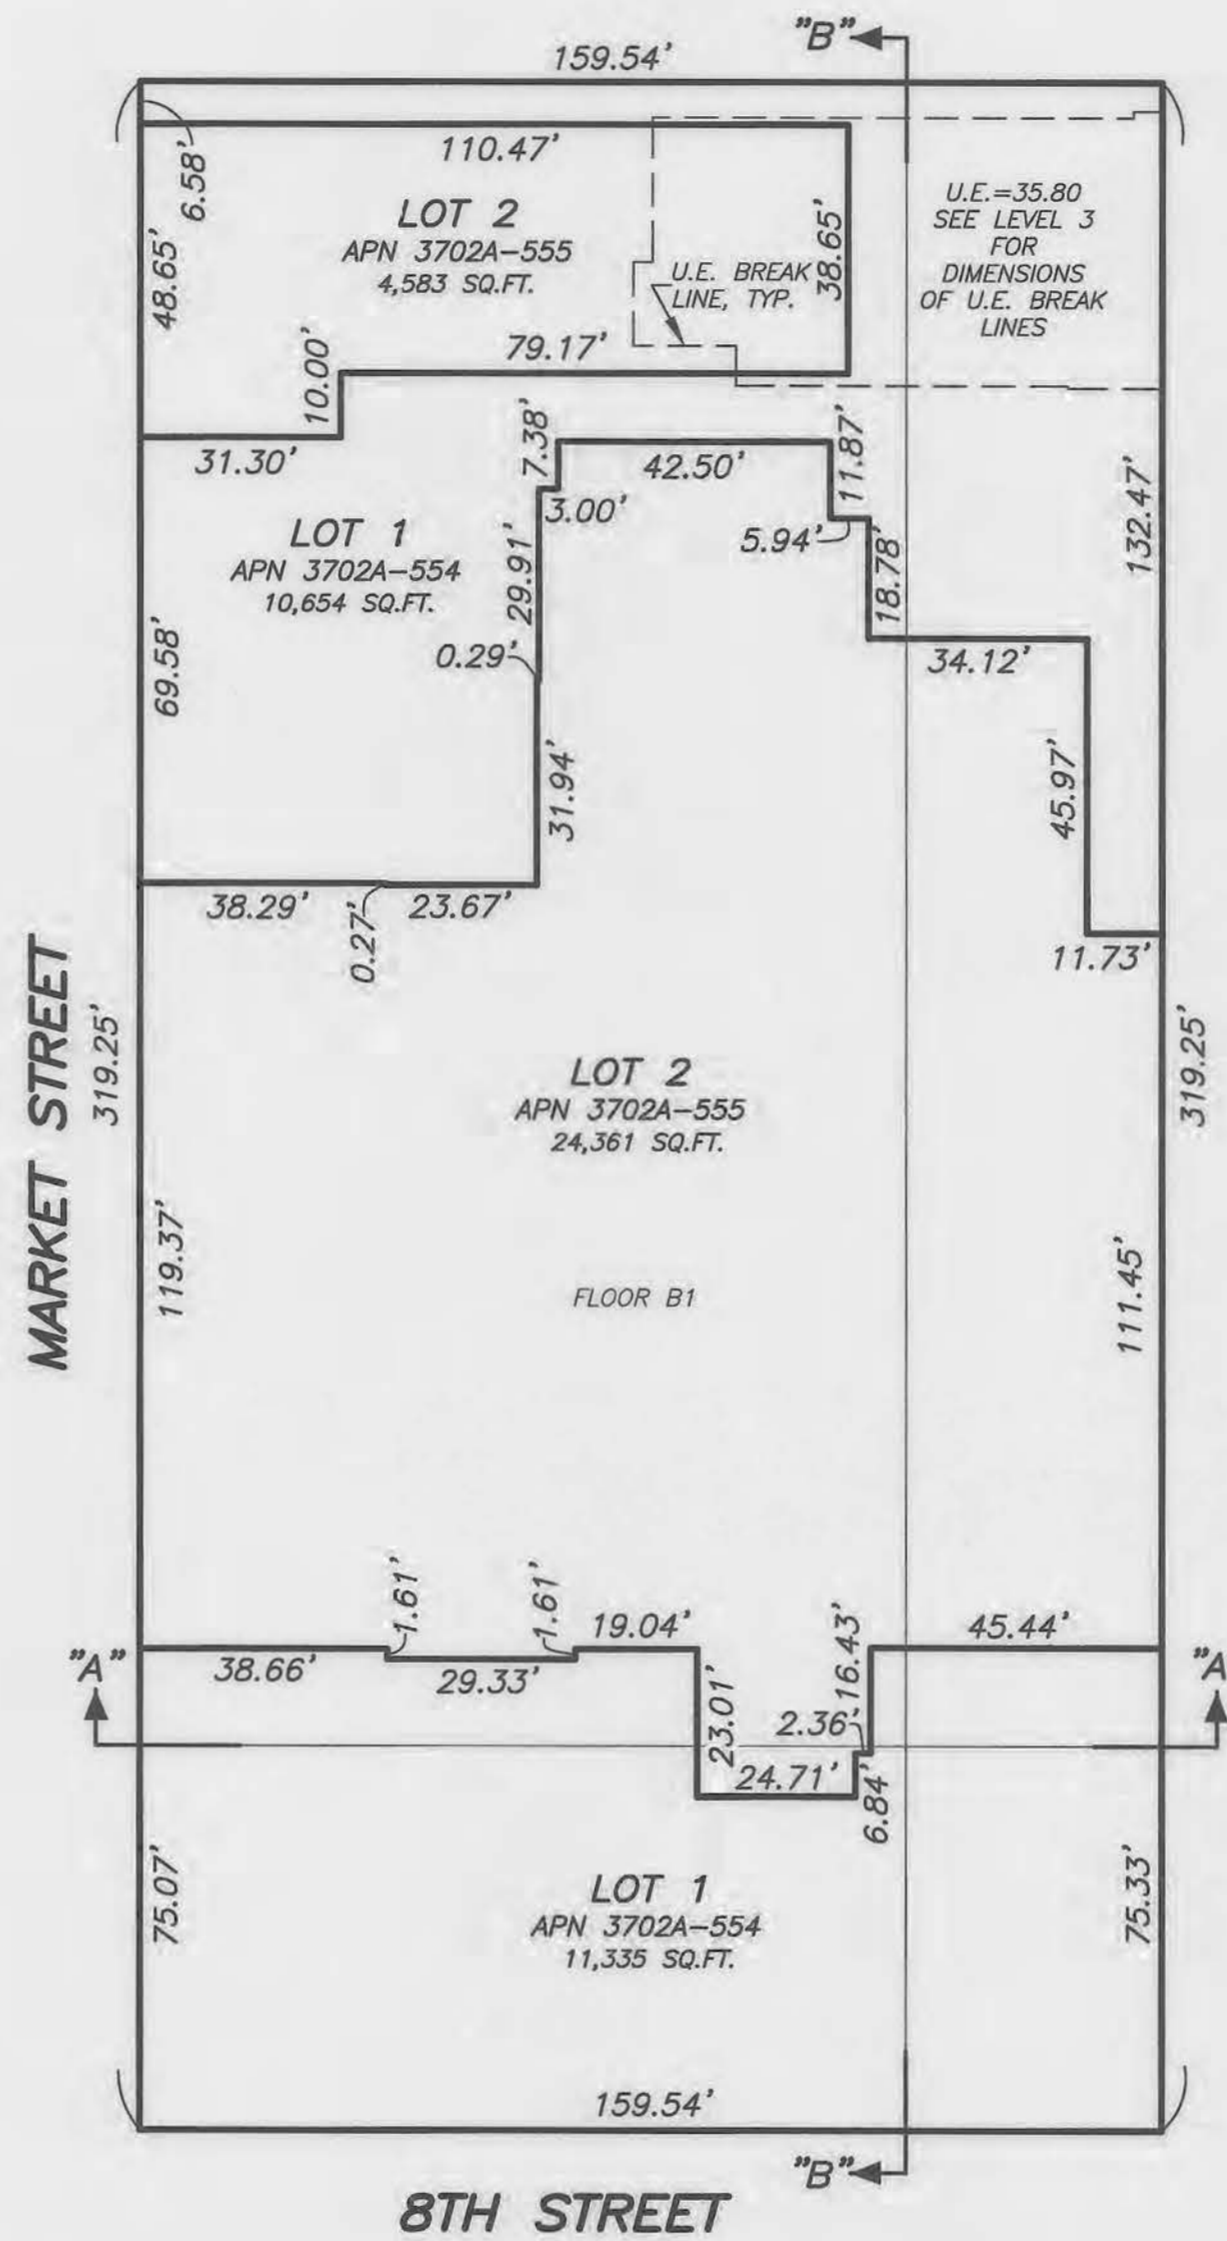 "B"
159.54'
110.47'
6.58'
48.65'
LOT 2
APN 3702A-555
4,583 SQ.FT.
38.65'
U.E. BREAK
LINE, TYP.
U.E.=35.80
SEE LEVEL 3
FOR
DIMENSIONS
OF U.E. BREAK
LINES
79.17'
10.00'
31.30'
7.38'
42.50'
11.87'
3.00'
5.94'
132.47'
LOT 1
APN 3702A-554
10,654 SQ.FT.
29.91'
18.78'
0.29'
34.12'
69.58'
31.94'
45.97'
38.29'
0.27'
23.67'
11.73'
MARKET STREET
319.25'
319.25'
LOT 2
APN 3702A-555
24,361 SQ.FT.
119.37'
111.45'
FLOOR B1
1.61'
1.61'
19.04'
16.43'
45.44'
"A"
38.66'
29.33'
23.01'
2.36'
"A
24.71'
6.84'
75.07'
75.33'
LOT 1
APN 3702A-554
11,335 SQ.FT.
159.54'
"B"
8TH STREET